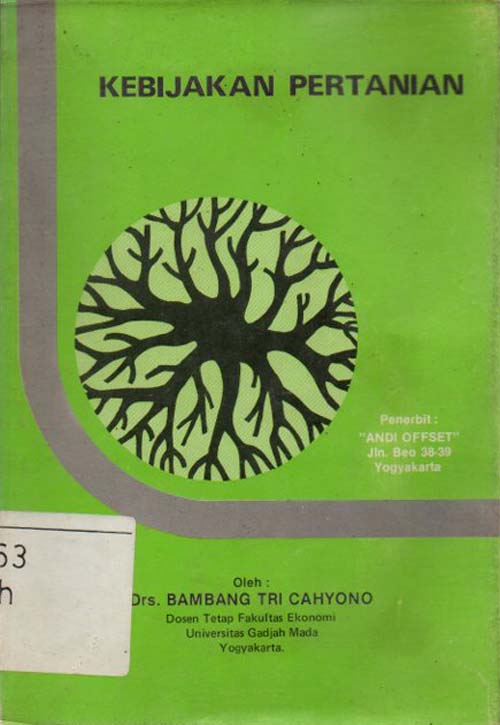 KEBIJAKAN PERTANIAN
Penerbit :
"ANDI OFFSET"
Jln. Beo 38-39
Yogyakarta
63
h
Oleh :
Drs. BAMBANG TRI CAHYONO
Dosen Tetap Fakultas Ekonomi
Universitas Gadjah Mada
Yogyakarta.